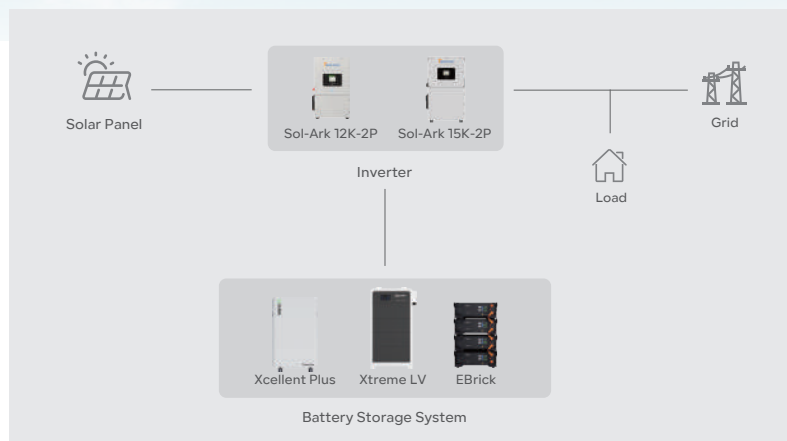 Solar Panel
Sol-Ark 12K-2P
Sol-Ark 15K-2P
Inverter
Grid
Load
Xcellent Plus
Xtreme LV
EBrick
Battery Storage System